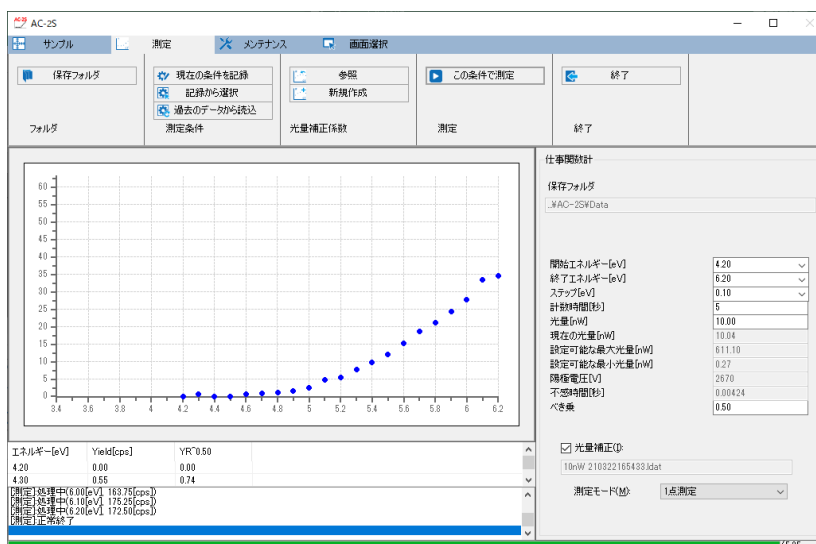 AC-2S
サンプル 測定 メンテナンス 画面選択
保存フォルダ 現在の条件を記録 参照 この条件で測定 終了
記録から選択 新規作成
過去のデータから読込
フォルダ 測定条件 光量補正係数 測定 終了
60
55
50
45
40
35
30
25
20
15
10
5
0
3.4 3.6 3.8 4 4.2 4.4 4.6 4.8 5 5.2 5.4 5.6 5.8 6 6.2
エネルギー[eV] Yield[cps] YR^0.50
4.20 0.00 0.00
4.30 0.55 0.74
[測定]:処理中(6.00[eV], 163.75[cps])
[測定]:処理中(6.10[eV], 175.25[cps])
[測定]:処理中(6.20[eV], 172.50[cps])
[測定]:正常終了
仕事関数計
保存フォルダ
..¥AC-2S¥Data
開始エネルギー[eV] 4.20
終了エネルギー[eV] 6.20
ステップ[eV] 0.10
計数時間[秒] 5
光量[nW] 10.00
現在の光量[nW] 10.04
設定可能な最大光量[nW] 611.10
設定可能な最小光量[nW] 0.27
陽極電圧[V] 2670
不感時間[秒] 0.00424
べき乗 0.50
光量補正(I):
10nW 210322165433.ldat
測定モード(M): 1点測定